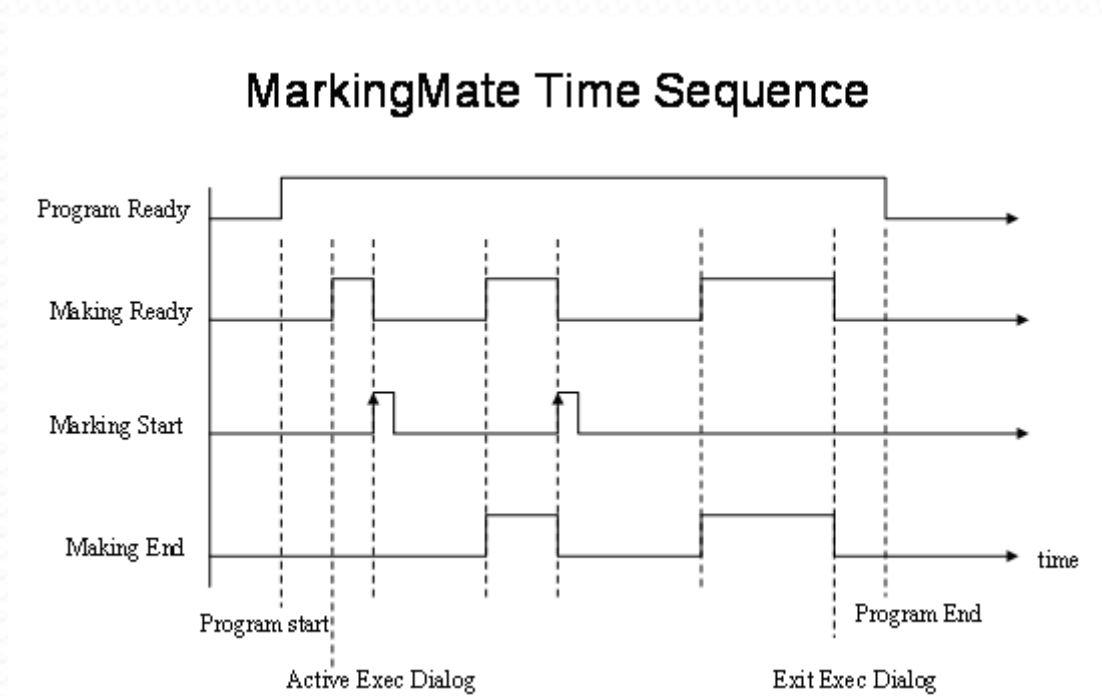 MarkingMate Time Sequence
Program Ready
Making Ready
Marking Start
Making End
time
Program start
Program End
Active Exec Dialog
Exit Exec Dialog